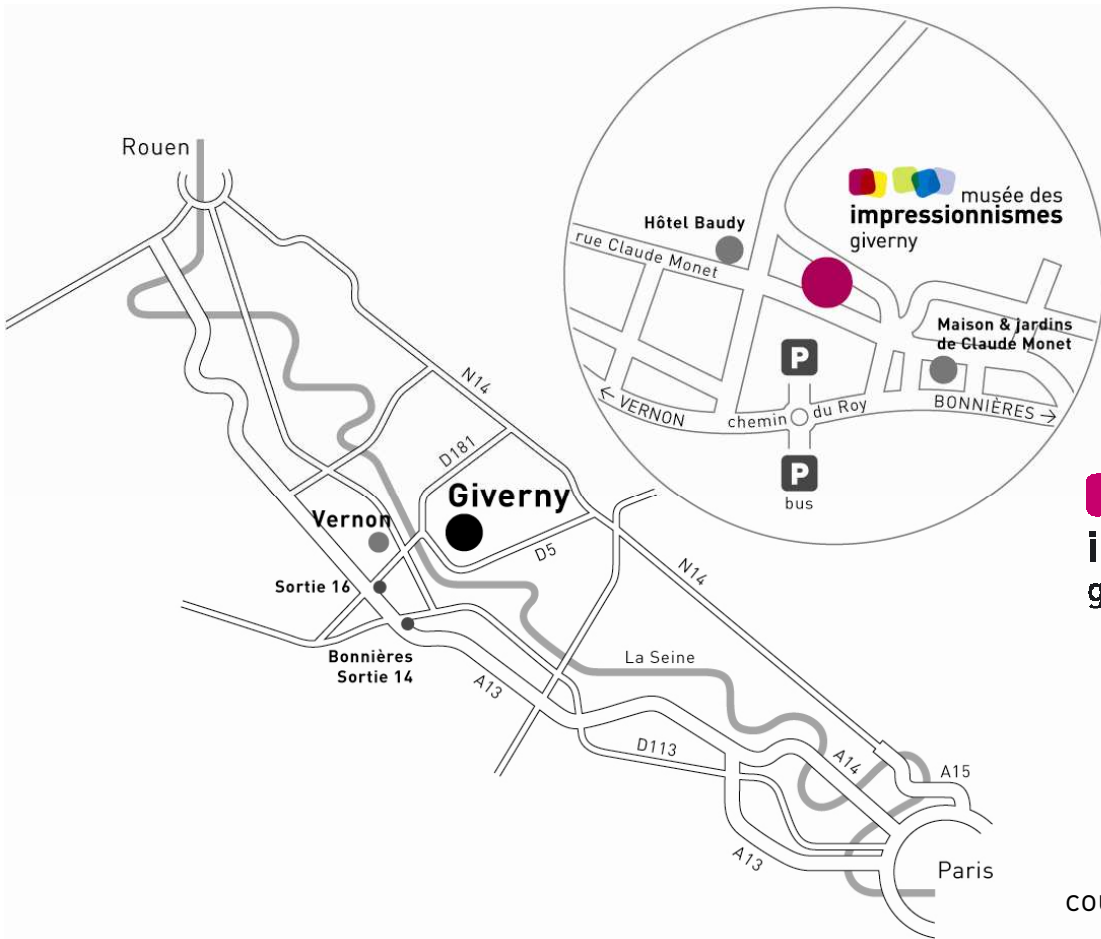 Rouen
musée des
impressionnismes
giverny
Hôtel Baudy
rue Claude Monet
Maison & jardins
de Claude Monet
P
← VERNON
chemin du Roy
BONNIÈRES →
P
bus
N14
D181
Giverny
Vernon
D5
Sortie 16
N14
Bonnières
Sortie 14
La Seine
A13
D113
A14
A15
A13
Paris